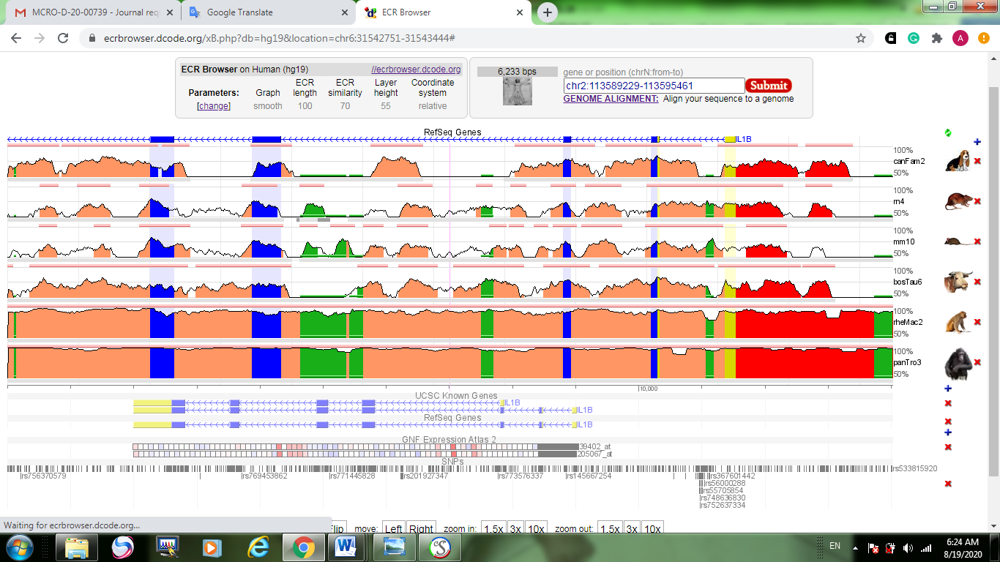 MCRO-D-20-00739 - Journal req
Google Translate
ECR Browser
ecrbrowser.dcode.org/xB.php?db=hg19&location=chr6:31542751-31543444#
A
ECR Browser on Human (hg19) //ecrbrowser.dcode.org
Parameters: Graph ECR length ECR similarity Layer height Coordinate system
[change] smooth 100 70 55 relative
6,233 bps
gene or position (chrN:from-to)
chr2:113589229-113595461 Submit
GENOME ALIGNMENT: Align your sequence to a genome
RefSeq Genes
IL1B
100%
canFam2
50%
100%
rn4
50%
100%
mm10
50%
100%
bosTau6
50%
100%
rheMac2
50%
100%
panTro3
50%
10,000
UCSC Known Genes
IL1B
IL1B
RefSeq Genes
IL1B
GNF Expression Atlas 2
39402_at
205067_at
SNPs
rs533815920
rs756370579 rs769453862 rs771445828 rs201927347 rs773576337 rs145667254 rs367601442
rs56000288
rs55705854
rs748636830
rs752637334
Waiting for ecrbrowser.dcode.org...
Flip move: Left Right zoom in: 1.5x 3x 10x zoom out: 1.5x 3x 10x
EN
6:24 AM
8/19/2020